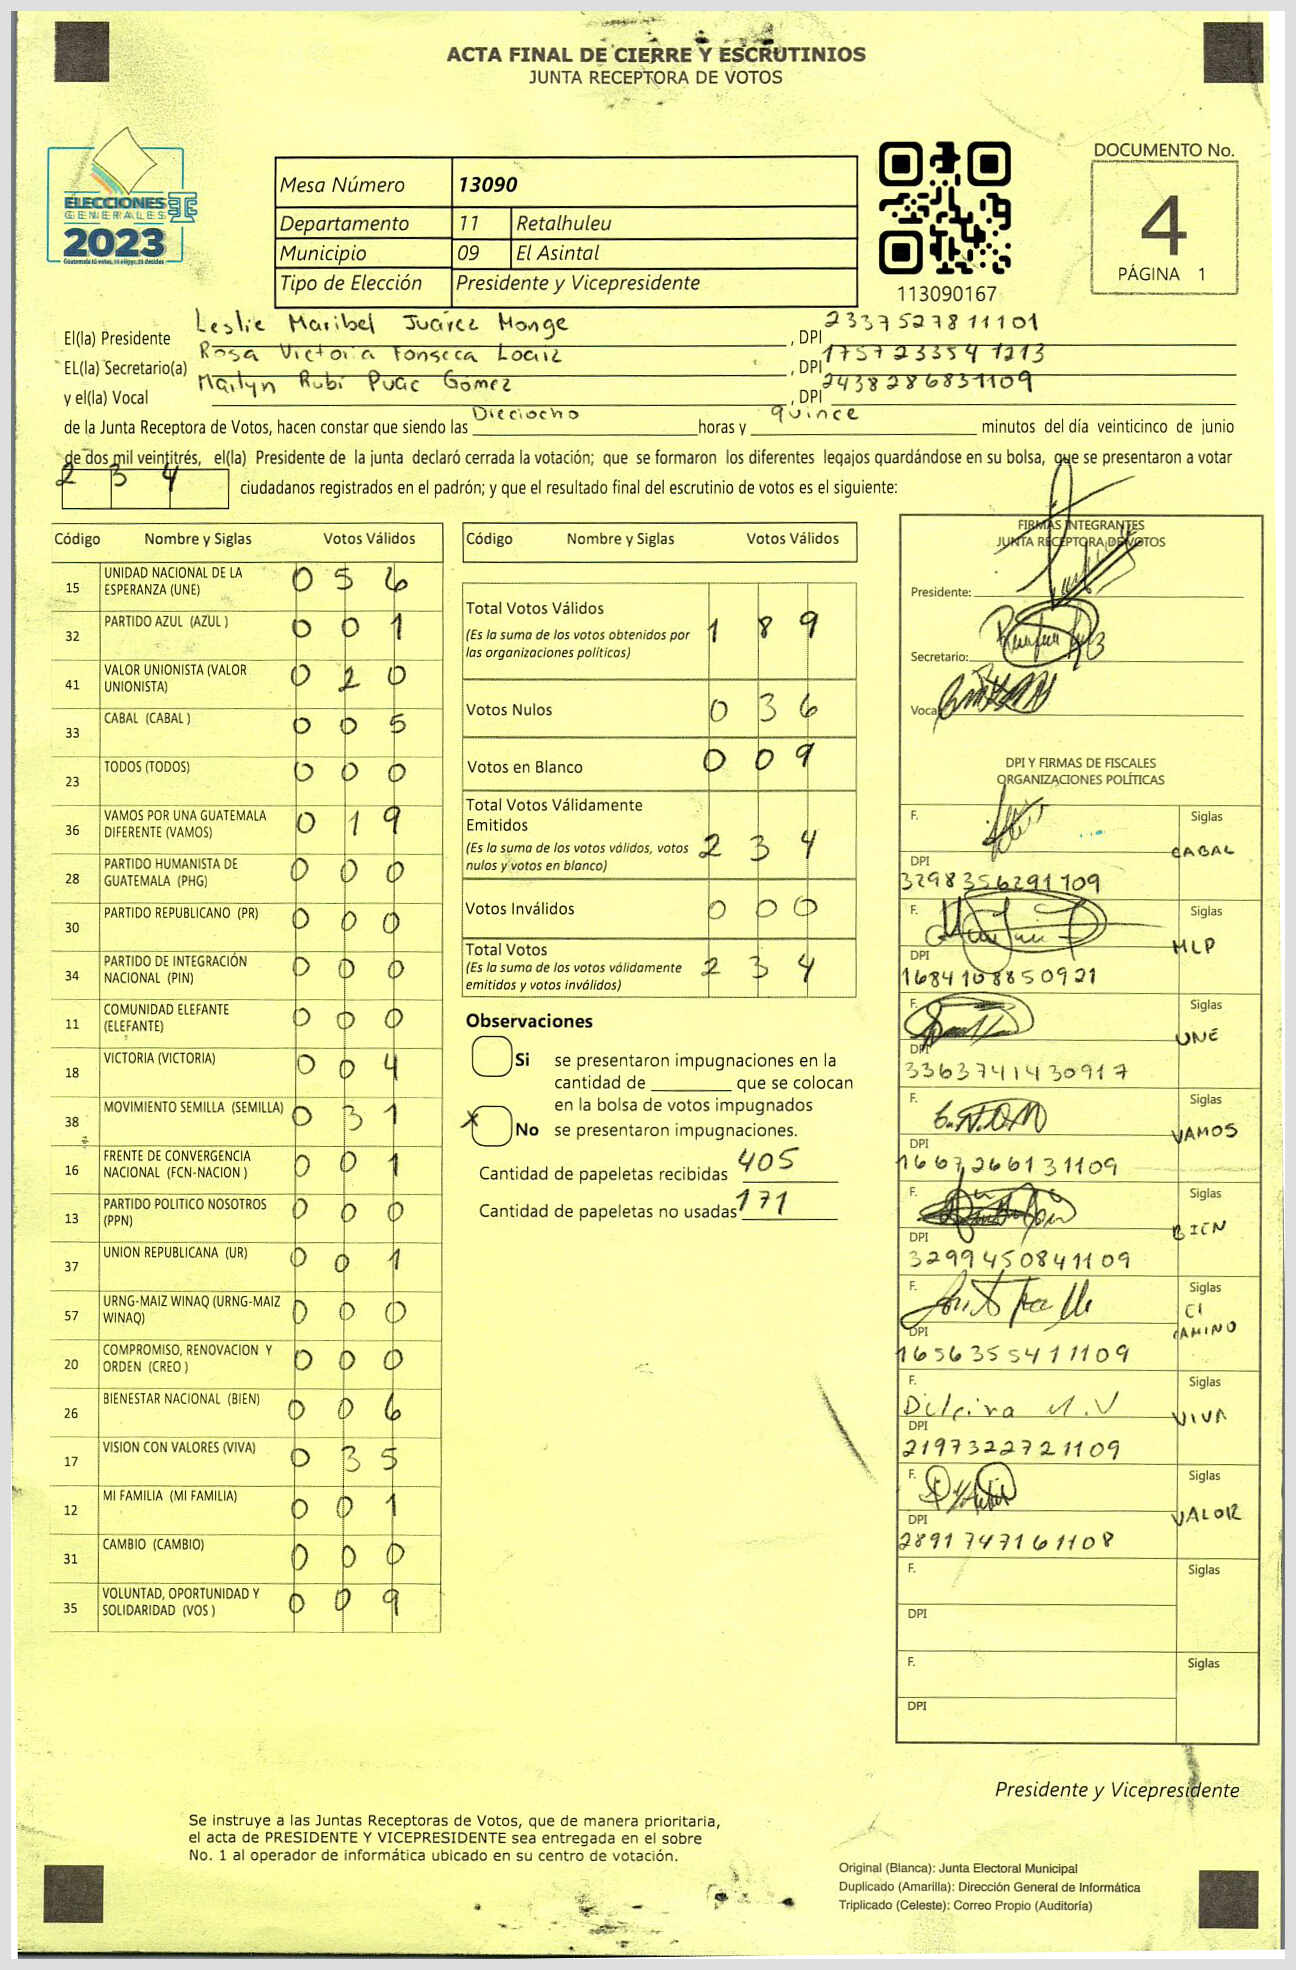 ACTA FINAL DE CIERRE Y ESCRUTINIOS
JUNTA RECEPTORA DE VOTOS
ELECCIONES
GENERALES
2023
Mesa Número 13090
Departamento 11 Retalhuleu
Municipio 09 El Asintal
Tipo de Elección Presidente y Vicepresidente
113090167
DOCUMENTO No.
4
PÁGINA 1
El(la) Presidente Leslie Maribel Juárez Monge , DPI 2337527811101
EL(la) Secretario(a) Rosa Victoria Fonseca Loaiz , DPI 1757233541213
y el(la) Vocal Mailyn Rubí Puac Gómez , DPI 2438286831109
de la Junta Receptora de Votos, hacen constar que siendo las Dieciocho horas y quince minutos del día veinticinco de junio
de dos mil veintitrés, el(la) Presidente de la junta declaró cerrada la votación; que se formaron los diferentes legajos guardándose en su bolsa, que se presentaron a votar
2 3 4 ciudadanos registrados en el padrón; y que el resultado final del escrutinio de votos es el siguiente:
Código Nombre y Siglas Votos Válidos
15 UNIDAD NACIONAL DE LA ESPERANZA (UNE) 0 5 6
32 PARTIDO AZUL (AZUL ) 0 0 1
41 VALOR UNIONISTA (VALOR UNIONISTA) 0 2 0
33 CABAL (CABAL ) 0 0 5
23 TODOS (TODOS) 0 0 0
36 VAMOS POR UNA GUATEMALA DIFERENTE (VAMOS) 0 1 9
28 PARTIDO HUMANISTA DE GUATEMALA (PHG) 0 0 0
30 PARTIDO REPUBLICANO (PR) 0 0 0
34 PARTIDO DE INTEGRACIÓN NACIONAL (PIN) 0 0 0
11 COMUNIDAD ELEFANTE (ELEFANTE) 0 0 0
18 VICTORIA (VICTORIA) 0 0 4
38 MOVIMIENTO SEMILLA (SEMILLA) 0 3 1
16 FRENTE DE CONVERGENCIA NACIONAL (FCN-NACION ) 0 0 1
13 PARTIDO POLITICO NOSOTROS (PPN) 0 0 0
37 UNION REPUBLICANA (UR) 0 0 1
57 URNG-MAIZ WINAQ (URNG-MAIZ WINAQ) 0 0 0
20 COMPROMISO, RENOVACION Y ORDEN (CREO ) 0 0 0
26 BIENESTAR NACIONAL (BIEN) 0 0 6
17 VISION CON VALORES (VIVA) 0 3 5
12 MI FAMILIA (MI FAMILIA) 0 0 1
31 CAMBIO (CAMBIO) 0 0 0
35 VOLUNTAD, OPORTUNIDAD Y SOLIDARIDAD (VOS ) 0 0 9
Código Nombre y Siglas Votos Válidos
Total Votos Válidos 1 8 9
(Es la suma de los votos obtenidos por
las organizaciones políticas)
Votos Nulos 0 3 6
Votos en Blanco 0 0 9
Total Votos Válidamente
Emitidos
(Es la suma de los votos válidos, votos 2 3 4
nulos y votos en blanco)
Votos Inválidos 0 0 0
Total Votos
(Es la suma de los votos válidamente 2 3 4
emitidos y votos inválidos)
Observaciones
Si se presentaron impugnaciones en la
cantidad de ________ que se colocan
en la bolsa de votos impugnados
X No se presentaron impugnaciones.
Cantidad de papeletas recibidas 405
Cantidad de papeletas no usadas 171
FIRMAS INTEGRANTES
JUNTA RECEPTORA DE VOTOS
Presidente:
Secretario:
Vocal
DPI Y FIRMAS DE FISCALES
ORGANIZACIONES POLÍTICAS
F. Siglas CABAL
DPI 3298356291109
F. Siglas MLP
DPI 1684108850921
F. Siglas UNE
DPI 3363741430917
F. Siglas VAMOS
DPI 1667266131109
F. Siglas BIEN
DPI 3299450841109
F. Siglas CI CAMINO
DPI 1656355411109
F. Siglas VIVA
DPI 2197322721109
F. Siglas VALOR
DPI 2891747161108
F. Siglas
DPI
F. Siglas
DPI
Presidente y Vicepresidente
Se instruye a las Juntas Receptoras de Votos, que de manera prioritaria,
el acta de PRESIDENTE Y VICEPRESIDENTE sea entregada en el sobre
No. 1 al operador de informática ubicado en su centro de votación.
Original (Blanca): Junta Electoral Municipal
Duplicado (Amarilla): Dirección General de Informática
Triplicado (Celeste): Correo Propio (Auditoría)